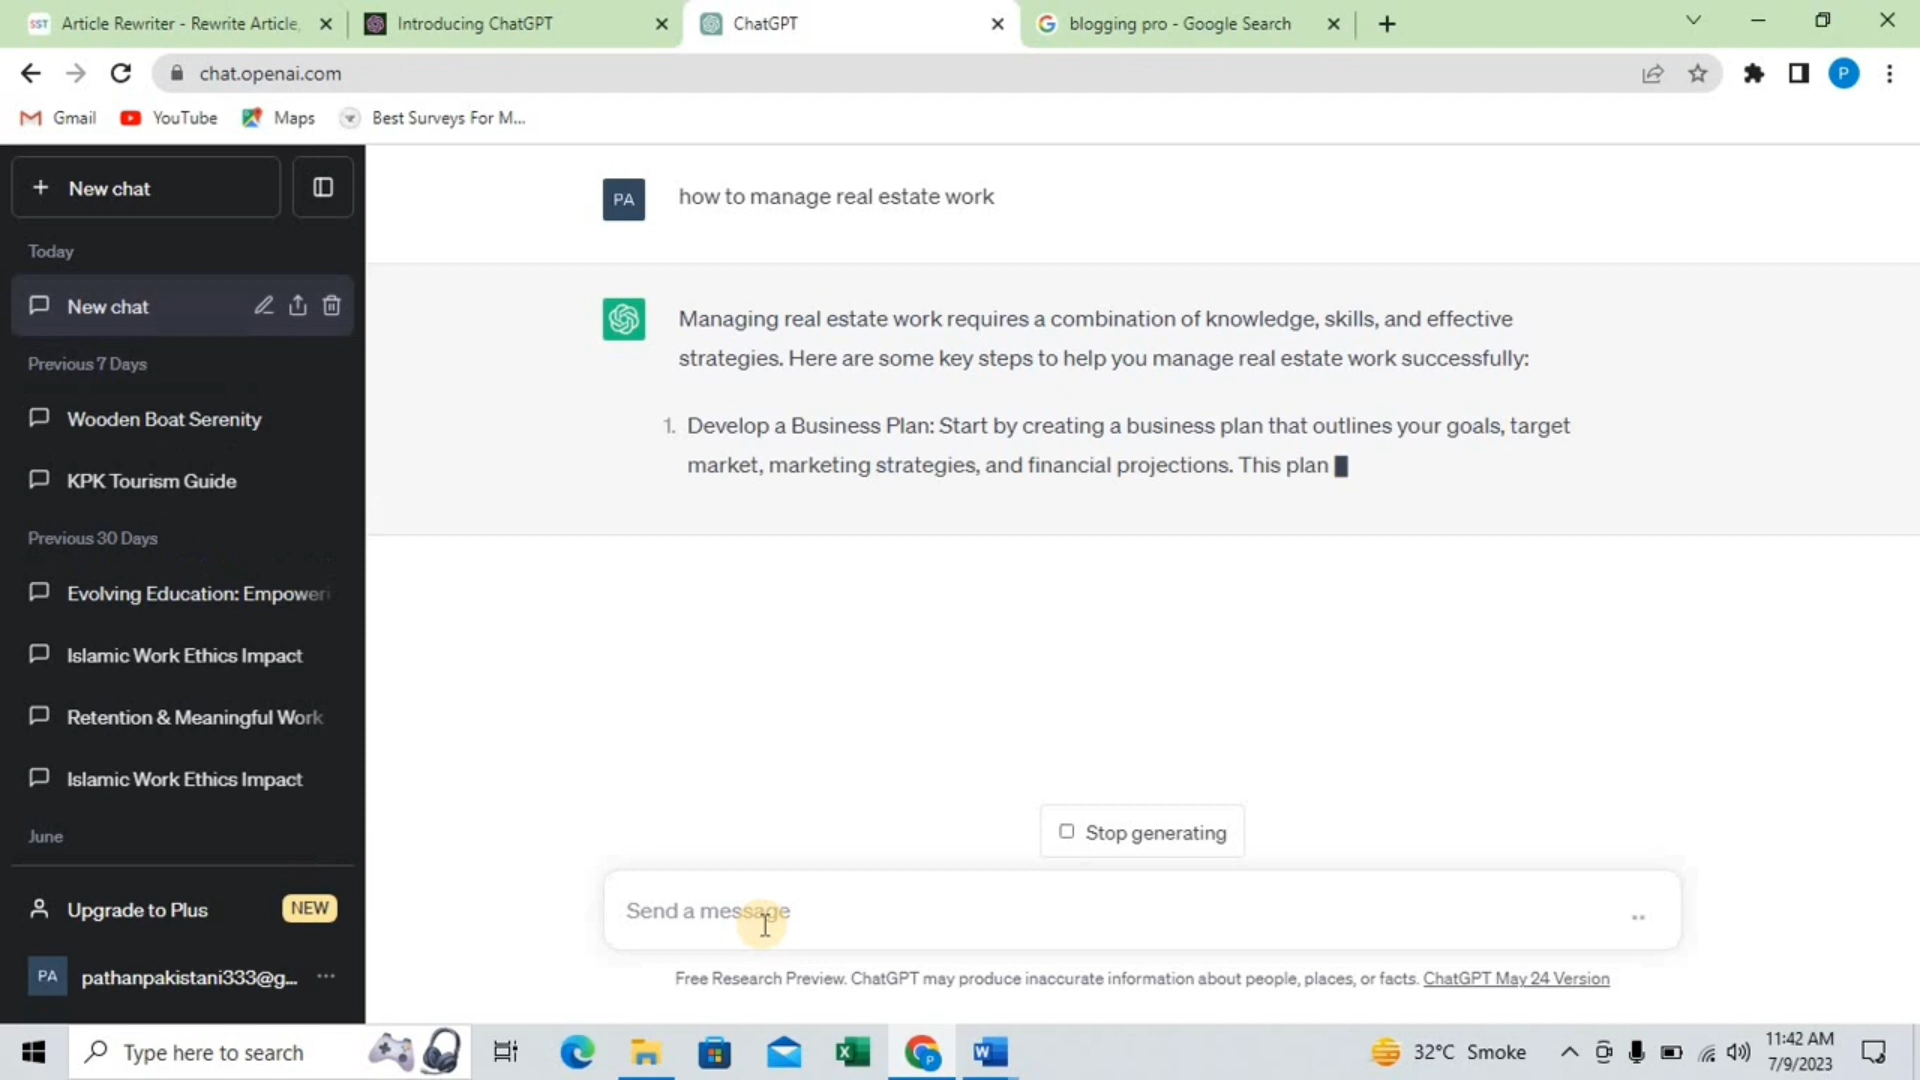 SST Article Rewriter - Rewrite Article,
Introducing ChatGPT
ChatGPT
blogging pro - Google Search
chat.openai.com
P
Gmail
YouTube
Maps
Best Surveys For M...
New chat
Today
New chat
Previous 7 Days
Wooden Boat Serenity
KPK Tourism Guide
Previous 30 Days
Evolving Education: Empoweri
Islamic Work Ethics Impact
Retention & Meaningful Work
Islamic Work Ethics Impact
June
Upgrade to Plus
NEW
PA
pathanpakistani333@g...
PA
how to manage real estate work
Managing real estate work requires a combination of knowledge, skills, and effective
strategies. Here are some key steps to help you manage real estate work successfully:
1. Develop a Business Plan: Start by creating a business plan that outlines your goals, target
market, marketing strategies, and financial projections. This plan
Stop generating
Send a message
Free Research Preview. ChatGPT may produce inaccurate information about people, places, or facts. ChatGPT May 24 Version
Type here to search
32°C Smoke
11:42 AM
7/9/2023